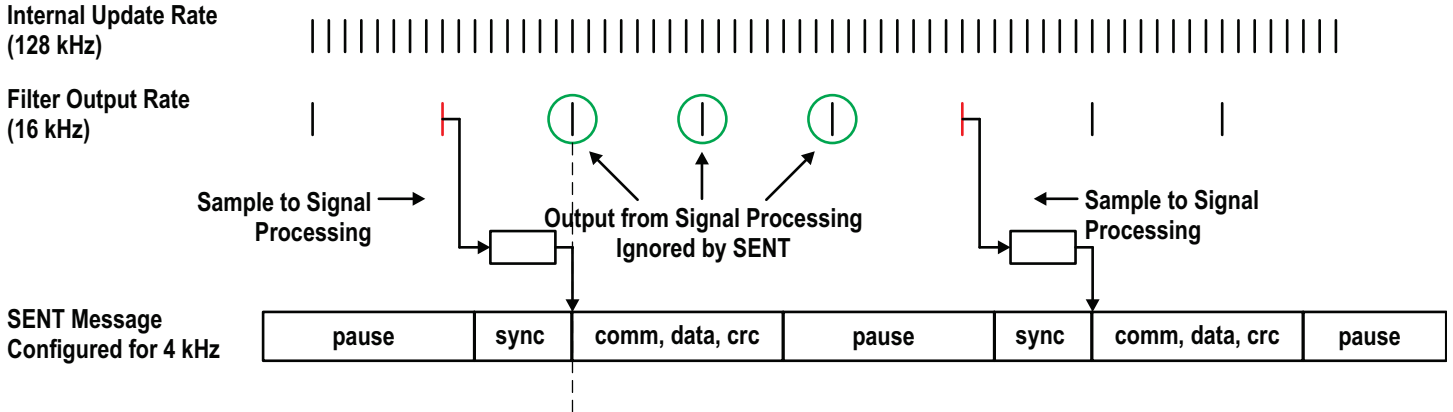 Internal Update Rate
(128 kHz)
Filter Output Rate
(16 kHz)
Sample to Signal
Processing
Output from Signal Processing
Ignored by SENT
Sample to Signal
Processing
SENT Message
Configured for 4 kHz
pause
sync
comm, data, crc
pause
sync
comm, data, crc
pause